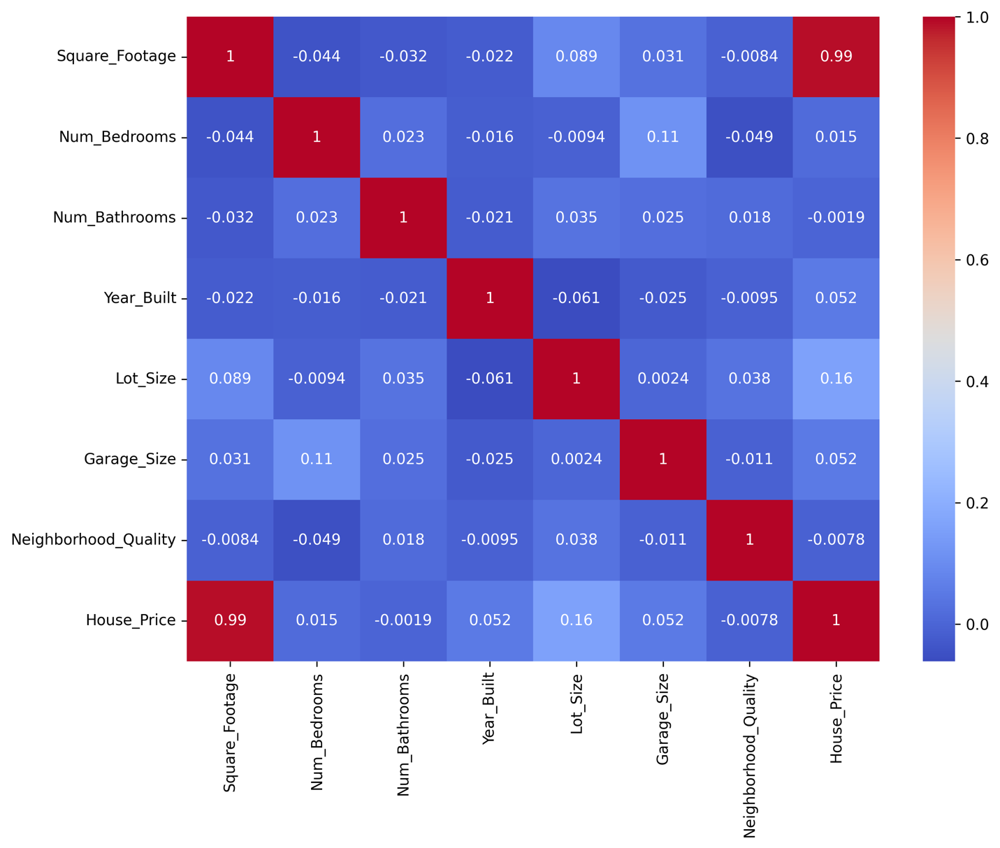 Square_Footage 1 -0.044 -0.032 -0.022 0.089 0.031 -0.0084 0.99
Num_Bedrooms -0.044 1 0.023 -0.016 -0.0094 0.11 -0.049 0.015
Num_Bathrooms -0.032 0.023 1 -0.021 0.035 0.025 0.018 -0.0019
Year_Built -0.022 -0.016 -0.021 1 -0.061 -0.025 -0.0095 0.052
Lot_Size 0.089 -0.0094 0.035 -0.061 1 0.0024 0.038 0.16
Garage_Size 0.031 0.11 0.025 -0.025 0.0024 1 -0.011 0.052
Neighborhood_Quality -0.0084 -0.049 0.018 -0.0095 0.038 -0.011 1 -0.0078
House_Price 0.99 0.015 -0.0019 0.052 0.16 0.052 -0.0078 1
Square_Footage
Num_Bedrooms
Num_Bathrooms
Year_Built
Lot_Size
Garage_Size
Neighborhood_Quality
House_Price
1.0
0.8
0.6
0.4
0.2
0.0